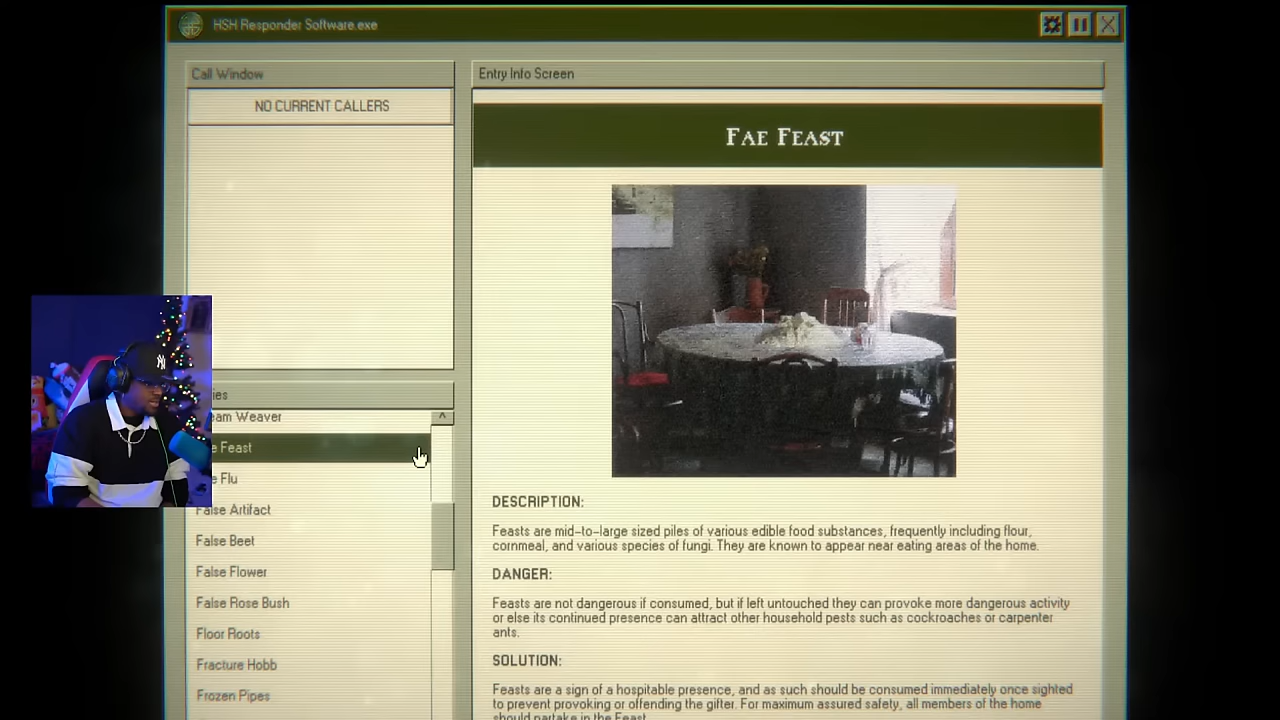 HSH Responder Software.exe
Call Window
NO CURRENT CALLERS
Entry Info Screen
FAE FEAST
DESCRIPTION:
Feasts are mid-to-large sized piles of various edible food substances, frequently including flour,
cornmeal, and various species of fungi. They are known to appear near eating areas of the home.
DANGER:
Feasts are not dangerous if consumed, but if left untouched they can provoke more dangerous activity
or else its continued presence can attract other household pests such as cockroaches or carpenter
ants.
SOLUTION:
Feasts are a sign of a hospitable presence, and as such should be consumed immediately once sighted
to prevent provoking or offending the gifter. For maximum assured safety, all members of the home
should partake in the Feast.
Weaver
Feast
Flu
False Artifact
False Beet
False Flower
False Rose Bush
Floor Roots
Fracture Hobb
Frozen Pipes